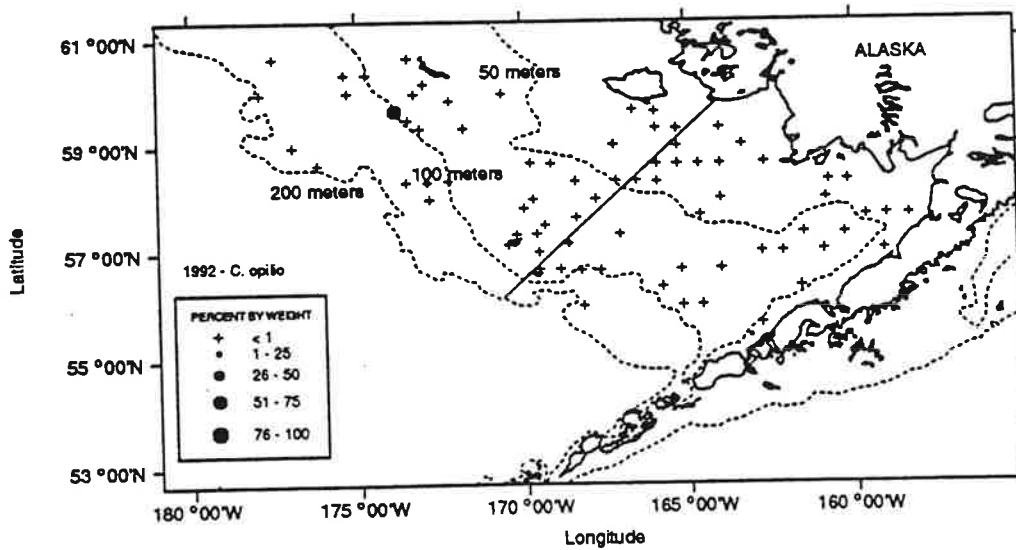 61 °00'N
59 °00'N
57 °00'N
55 °00'N
53 °00'N
Latitude
ALASKA
50 meters
100 meters
200 meters
1992 - C. opilio
PERCENT BY WEIGHT
< 1
1 - 25
26 - 50
51 - 75
76 - 100
180 °00'W
175 °00'W
170 °00'W
165 °00'W
160 °00'W
Longitude